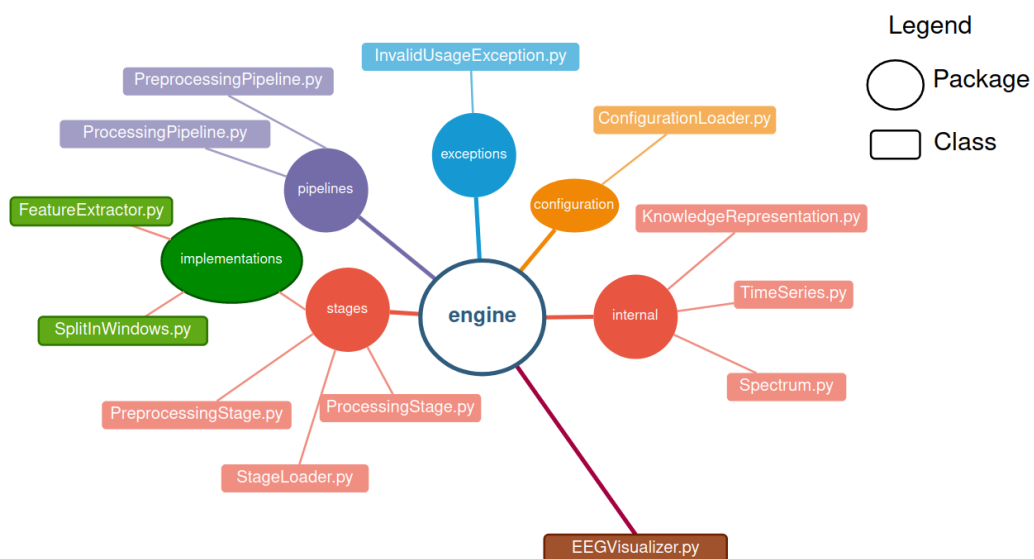 Legend
Package
Class
InvalidUsageException.py
PreprocessingPipeline.py
ConfigurationLoader.py
ProcessingPipeline.py
exceptions
pipelines
configuration
FeatureExtractor.py
KnowledgeRepresentation.py
implementations
TimeSeries.py
stages
engine
internal
SplitInWindows.py
Spectrum.py
PreprocessingStage.py
ProcessingStage.py
StageLoader.py
EEGVisualizer.py